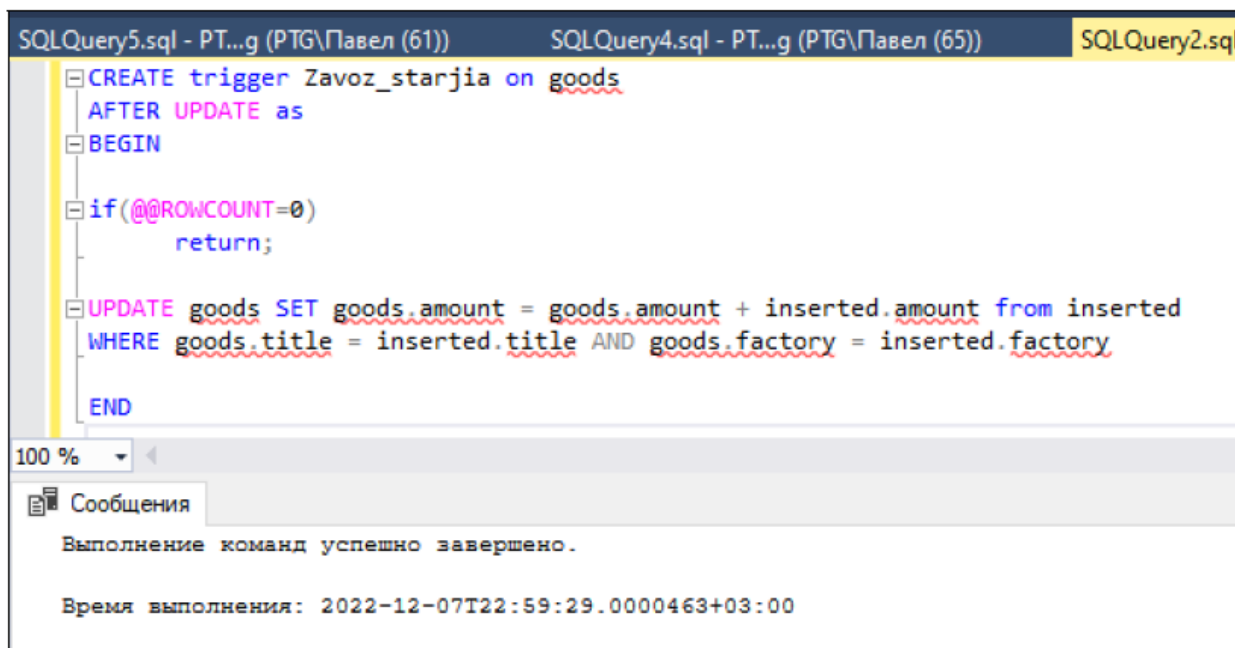 SQLQuery5.sql - PT...g (PTG\Павел (61)) SQLQuery4.sql - PT...g (PTG\Павел (65)) SQLQuery2.sql
CREATE trigger Zavoz_starjia on goods
AFTER UPDATE as
BEGIN
if(@@ROWCOUNT=0)
return;
UPDATE goods SET goods.amount = goods.amount + inserted.amount from inserted
WHERE goods.title = inserted.title AND goods.factory = inserted.factory
END
100 %
Сообщения
Выполнение команд успешно завершено.
Время выполнения: 2022-12-07T22:59:29.0000463+03:00